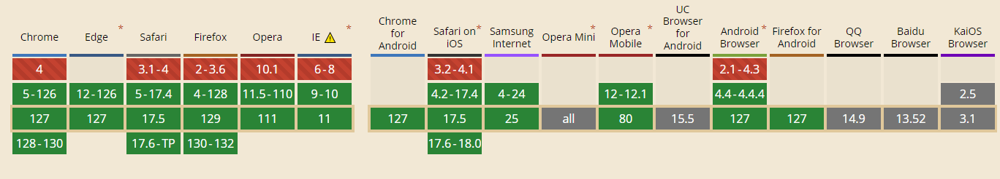 Chrome Edge * Safari Firefox Opera IE ⚠ * Chrome for Android Safari on iOS * Samsung Internet Opera Mini * Opera Mobile * UC Browser for Android Android Browser * Firefox for Android QQ Browser Baidu Browser KaiOS Browser
4 3.1-4 2-3.6 10.1 6-8 3.2-4.1 2.1-4.3
5-126 12-126 5-17.4 4-128 11.5-110 9-10 4.2-17.4 4-24 12-12.1 4.4-4.4.4 2.5
127 127 17.5 129 111 11 127 17.5 25 all 80 15.5 127 127 14.9 13.52 3.1
128-130 17.6-TP 130-132 17.6-18.0